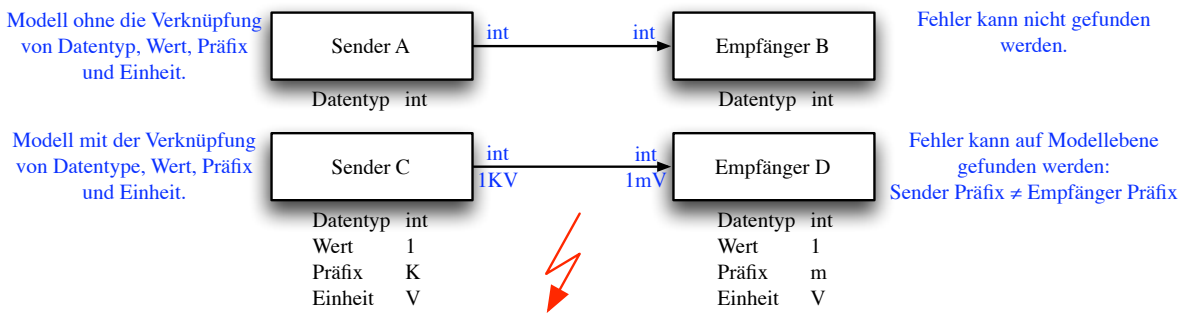 Modell ohne die Verknüpfung
von Datentyp, Wert, Präfix
und Einheit.
Sender A
int
int
Empfänger B
Fehler kann nicht gefunden
werden.
Datentyp int
Datentyp int
Modell mit der Verknüpfung
von Datentype, Wert, Präfix
und Einheit.
Sender C
int
1KV
int
1mV
Empfänger D
Fehler kann auf Modellebene
gefunden werden:
Sender Präfix ≠ Empfänger Präfix
Datentyp int
Wert 1
Präfix K
Einheit V
Datentyp int
Wert 1
Präfix m
Einheit V